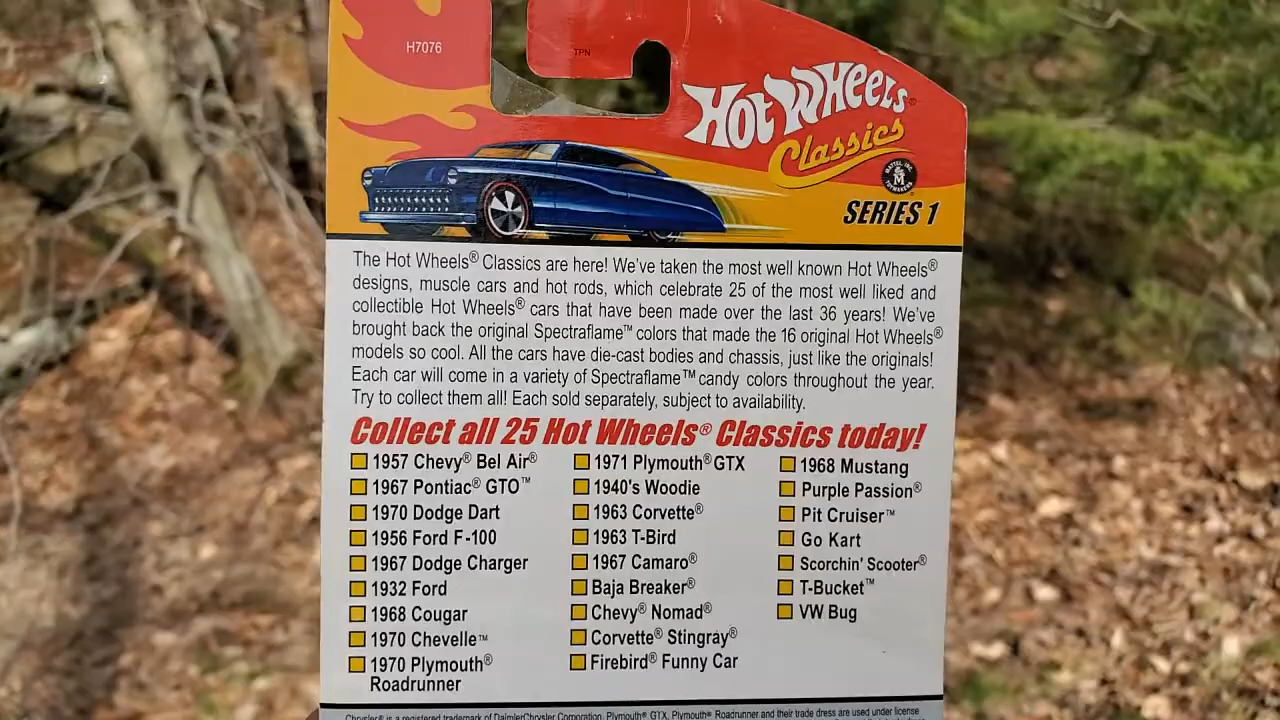 H7076
TPN
HOT WHEELS®
Classics
MATTEL, INC. M TOYMAKERS
SERIES 1
The Hot Wheels® Classics are here! We've taken the most well known Hot Wheels®
designs, muscle cars and hot rods, which celebrate 25 of the most well liked and
collectible Hot Wheels® cars that have been made over the last 36 years! We've
brought back the original Spectraflame™ colors that made the 16 original Hot Wheels®
models so cool. All the cars have die-cast bodies and chassis, just like the originals!
Each car will come in a variety of Spectraflame™ candy colors throughout the year.
Try to collect them all! Each sold separately, subject to availability.
Collect all 25 Hot Wheels® Classics today!
1957 Chevy® Bel Air®
1967 Pontiac® GTO™
1970 Dodge Dart
1956 Ford F-100
1967 Dodge Charger
1932 Ford
1968 Cougar
1970 Chevelle™
1970 Plymouth®
Roadrunner
1971 Plymouth® GTX
1940's Woodie
1963 Corvette®
1963 T-Bird
1967 Camaro®
Baja Breaker®
Chevy® Nomad®
Corvette® Stingray®
Firebird® Funny Car
1968 Mustang
Purple Passion®
Pit Cruiser™
Go Kart
Scorchin' Scooter®
T-Bucket™
VW Bug
Chrysler® is a registered trademark of DaimlerChrysler Corporation. Plymouth® GTX, Plymouth® Roadrunner and their trade dress are used under license